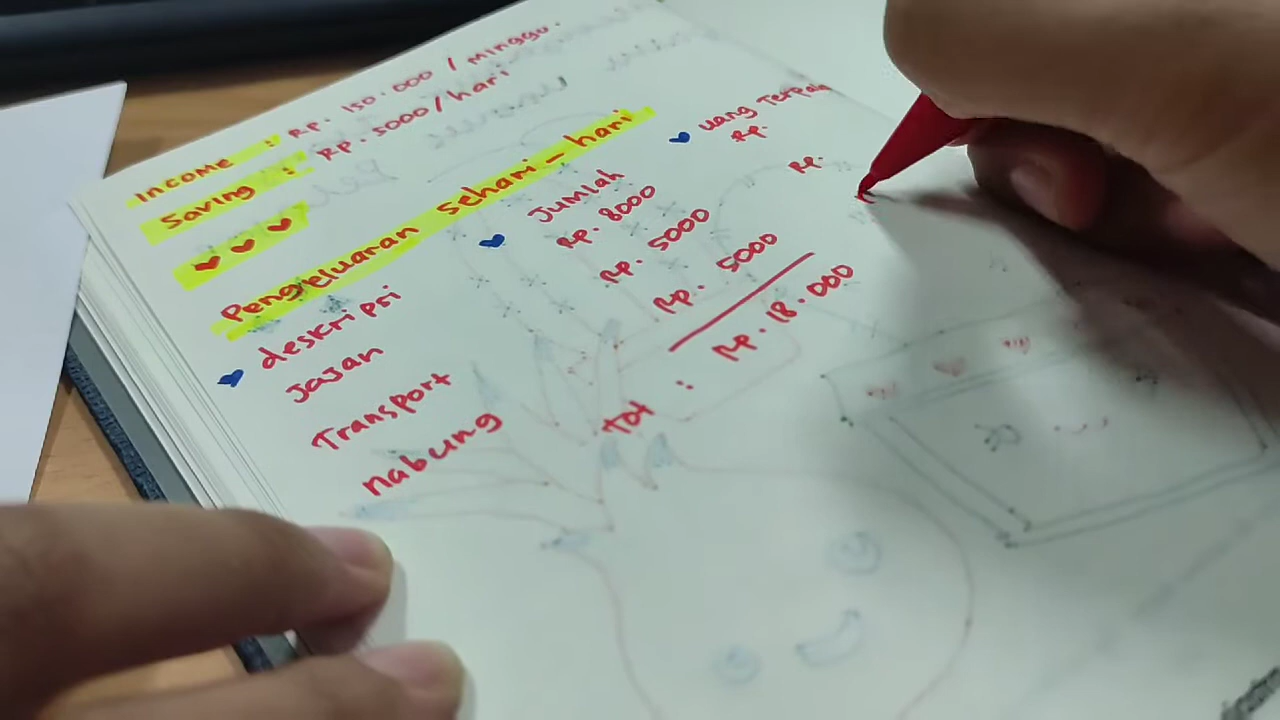 Income : Rp. 150.000 / minggu.
Saving : Rp. 5000/hari
Pengeluaran sehari-hari
deskripsi Jumlah uang Terpakai
Jajan Rp. 8000 Rp.
Transport Rp. 5000 Rp.
nabung Rp. 5000
Tot : Rp. 18.000